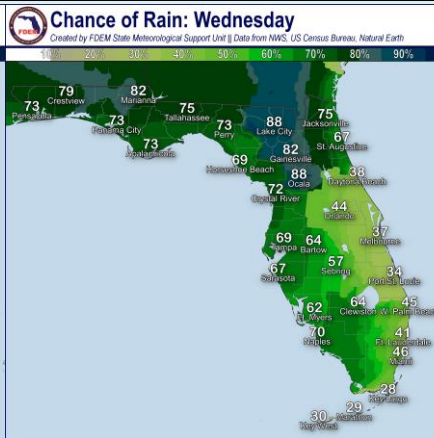 Chance of Rain: Wednesday
FDEM
Created by FDEM State Meteorological Support Unit || Data from NWS, US Census Bureau, Natural Earth
10% 20% 30% 40% 50% 60% 70% 80% 90%
79
Crestview
82
Marianna
73
Pensacola
73
Panama City
75
Tallahassee
73
Apalachicola
73
Perry
88
Lake City
75
Jacksonville
67
St. Augustine
82
Gainesville
69
Horseshoe Beach
88
Ocala
38
Daytona Beach
72
Crystal River
44
Orlando
37
Melbourne
69
Tampa
64
Bartow
57
Sebring
67
Sarasota
34
Port St. Lucie
62
Ft. Myers
64
Clewiston
45
W. Palm Beach
70
Naples
41
Ft. Lauderdale
46
Miami
28
Key Largo
29
Marathon
30
Key West